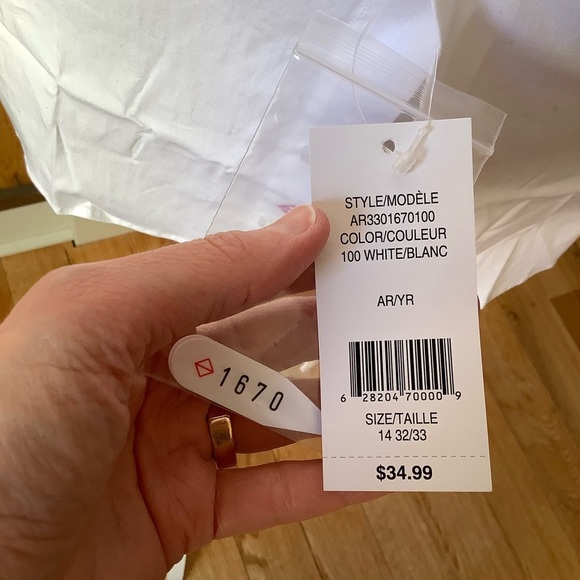 STYLE/MODÈLE
AR3301670100
COLOR/COULEUR
100 WHITE/BLANC
AR/YR
6 28204 70000 9
SIZE/TAILLE
14 32/33
$34.99
1670